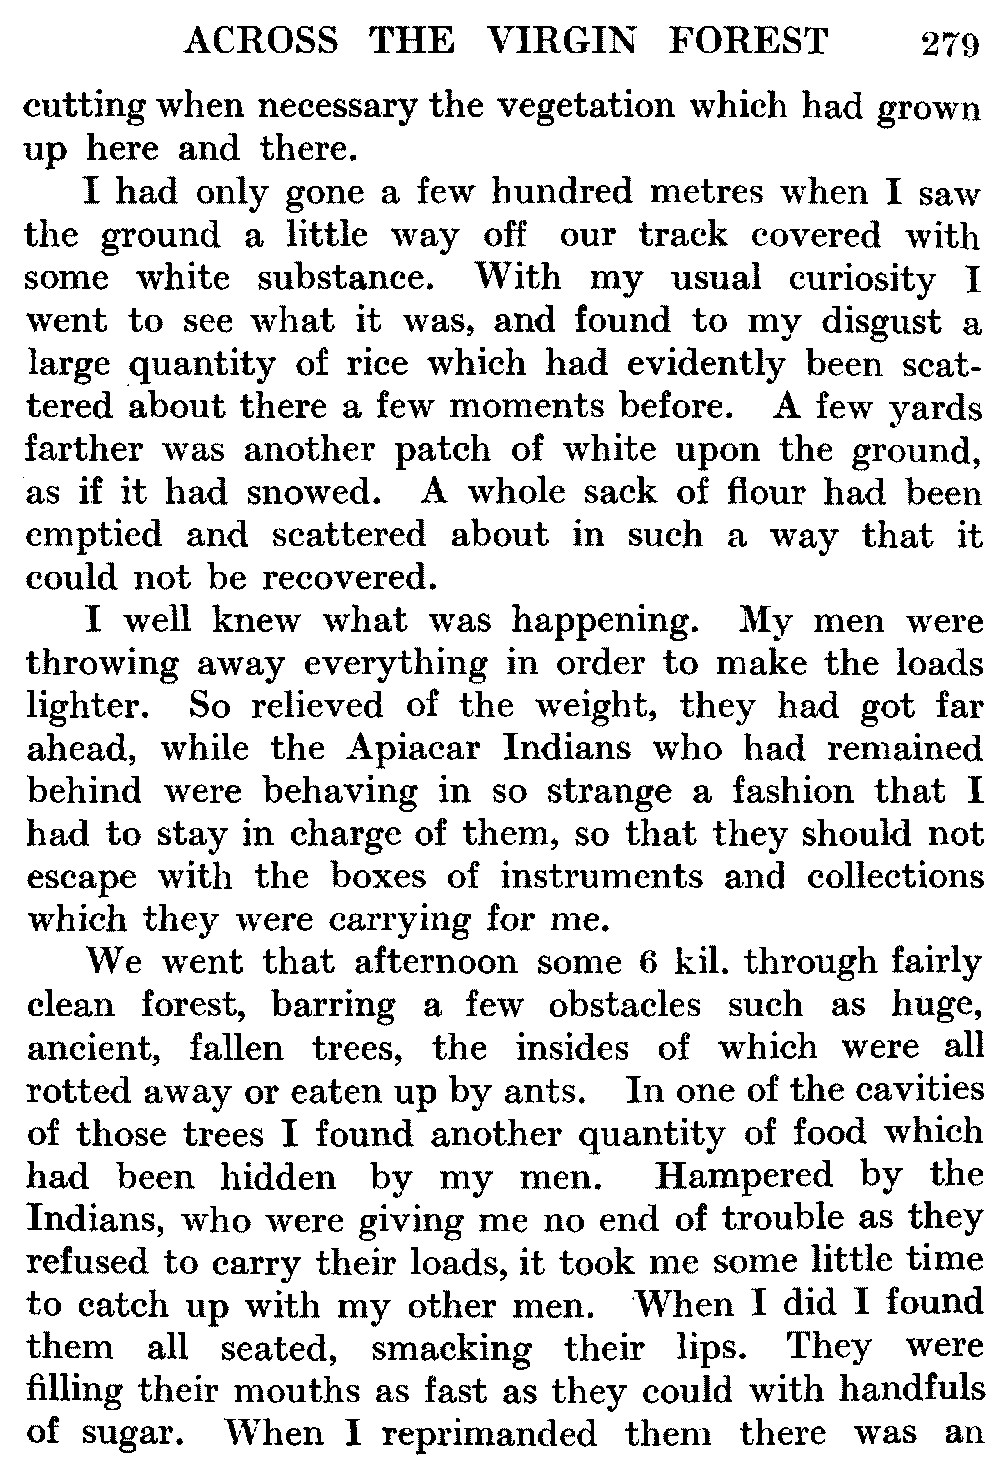 ACROSS THE VIRGIN FOREST 279
cutting when necessary the vegetation which had grown
up here and there.
I had only gone a few hundred metres when I saw
the ground a little way off our track covered with
some white substance. With my usual curiosity I
went to see what it was, and found to my disgust a
large quantity of rice which had evidently been scat-
tered about there a few moments before. A few yards
farther was another patch of white upon the ground,
as if it had snowed. A whole sack of flour had been
emptied and scattered about in such a way that it
could not be recovered.
I well knew what was happening. My men were
throwing away everything in order to make the loads
lighter. So relieved of the weight, they had got far
ahead, while the Apiacar Indians who had remained
behind were behaving in so strange a fashion that I
had to stay in charge of them, so that they should not
escape with the boxes of instruments and collections
which they were carrying for me.
We went that afternoon some 6 kil. through fairly
clean forest, barring a few obstacles such as huge,
ancient, fallen trees, the insides of which were all
rotted away or eaten up by ants. In one of the cavities
of those trees I found another quantity of food which
had been hidden by my men. Hampered by the
Indians, who were giving me no end of trouble as they
refused to carry their loads, it took me some little time
to catch up with my other men. When I did I found
them all seated, smacking their lips. They were
filling their mouths as fast as they could with handfuls
of sugar. When I reprimanded them there was an